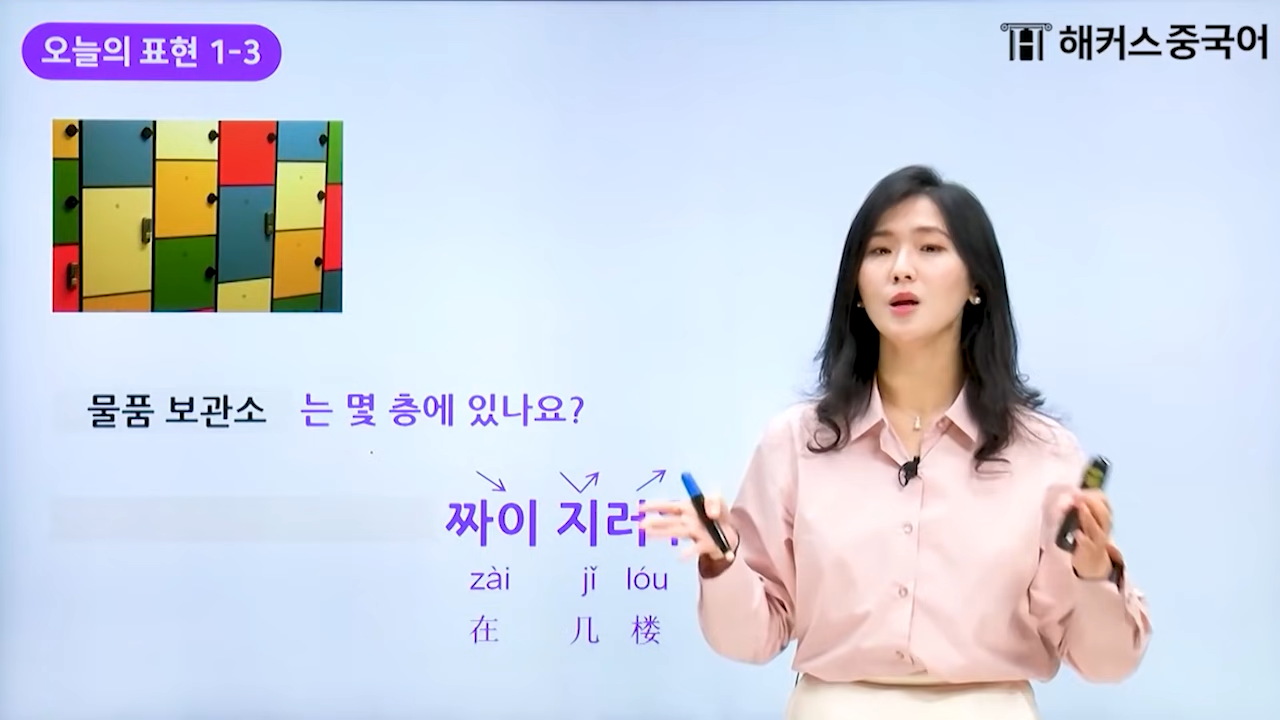 오늘의 표현 1-3
해커스중국어
물품 보관소 는 몇 층에 있나요?
짜이 지러
zài jǐ lóu
在 几 楼